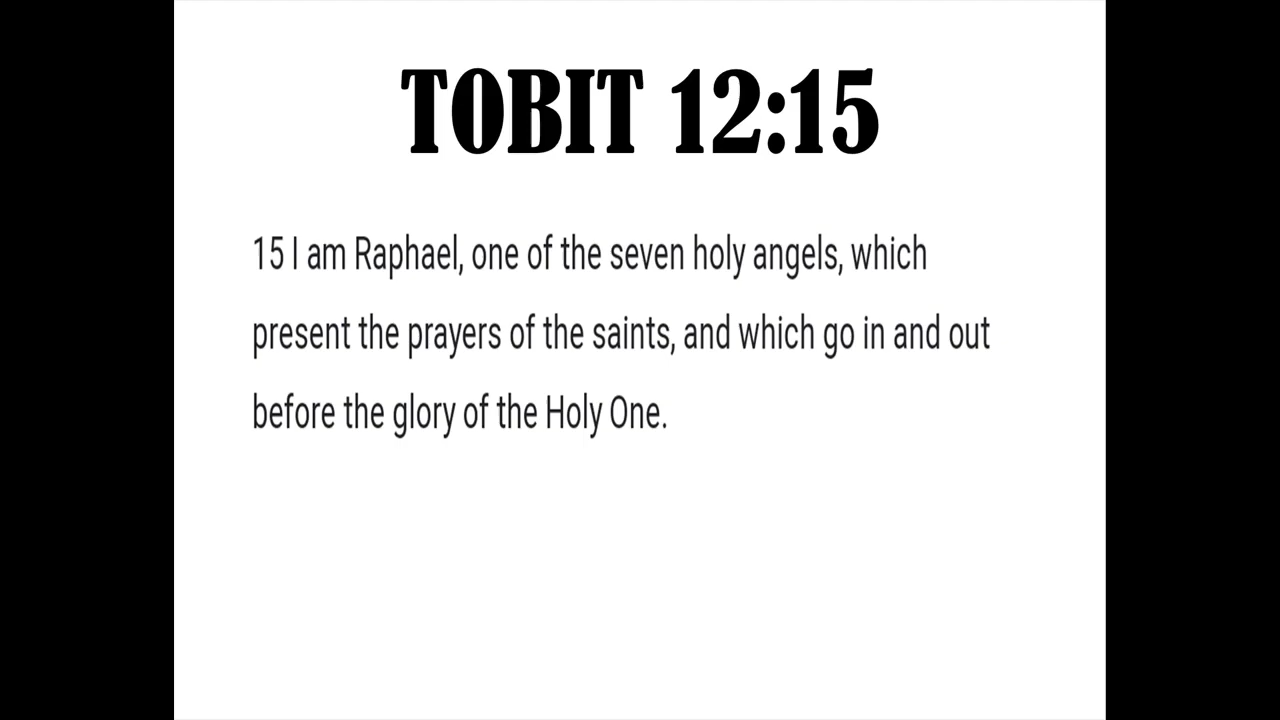 TOBIT 12:15
15 I am Raphael, one of the seven holy angels, which
present the prayers of the saints, and which go in and out
before the glory of the Holy One.